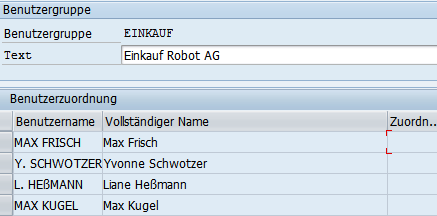 Benutzergruppe
Benutzergruppe EINKAUF
Text Einkauf Robot AG
Benutzerzuordnung
Benutzername Vollständiger Name Zuordn..
MAX FRISCH Max Frisch
Y. SCHWOTZER Yvonne Schwotzer
L. HEßMANN Liane Heßmann
MAX KUGEL Max Kugel